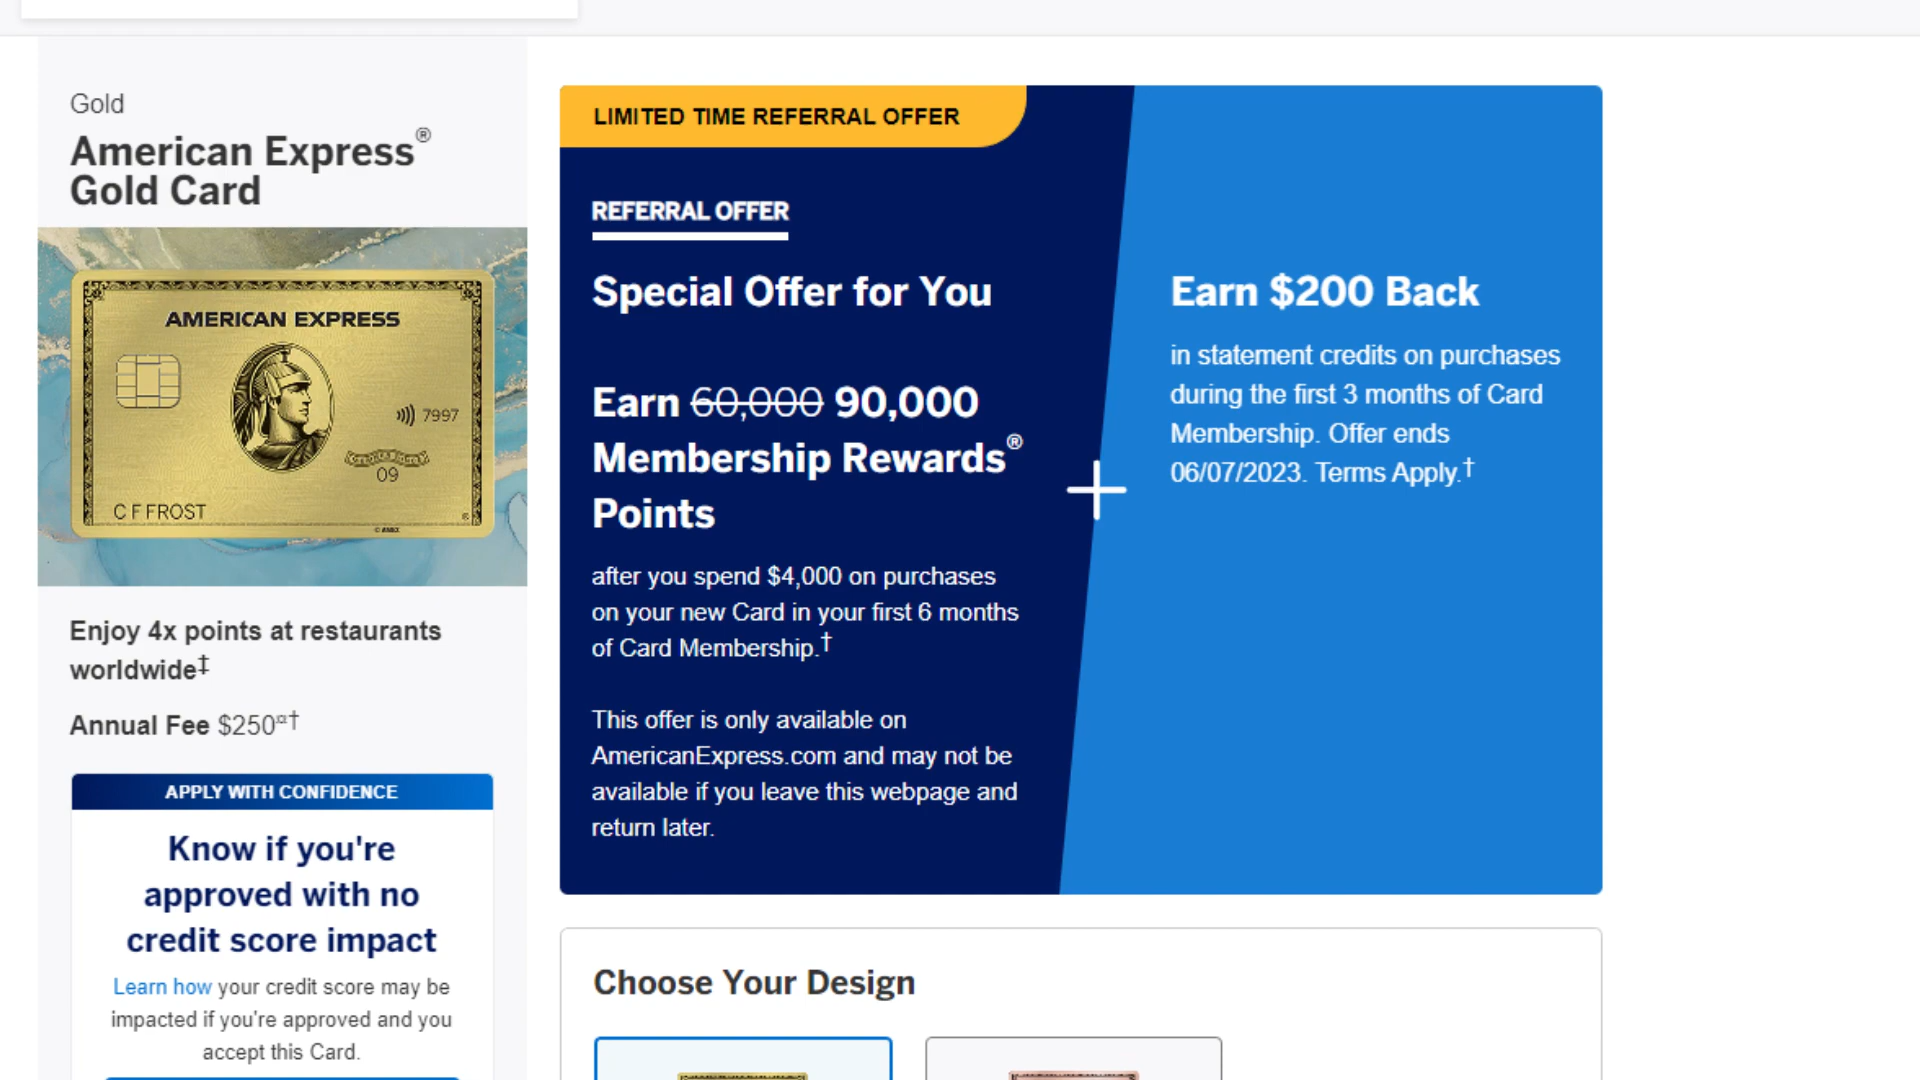 Gold
American Express®
Gold Card
AMERICAN EXPRESS
7997
09
C F FROST
© AMEX
®
Enjoy 4x points at restaurants
worldwide‡
Annual Fee $250¤†
APPLY WITH CONFIDENCE
Know if you're
approved with no
credit score impact
Learn how your credit score may be
impacted if you're approved and you
accept this Card.
LIMITED TIME REFERRAL OFFER
REFERRAL OFFER
Special Offer for You
Earn 60,000 90,000
Membership Rewards®
Points
after you spend $4,000 on purchases
on your new Card in your first 6 months
of Card Membership.†
This offer is only available on
AmericanExpress.com and may not be
available if you leave this webpage and
return later.
+
Earn $200 Back
in statement credits on purchases
during the first 3 months of Card
Membership. Offer ends
06/07/2023. Terms Apply.†
Choose Your Design